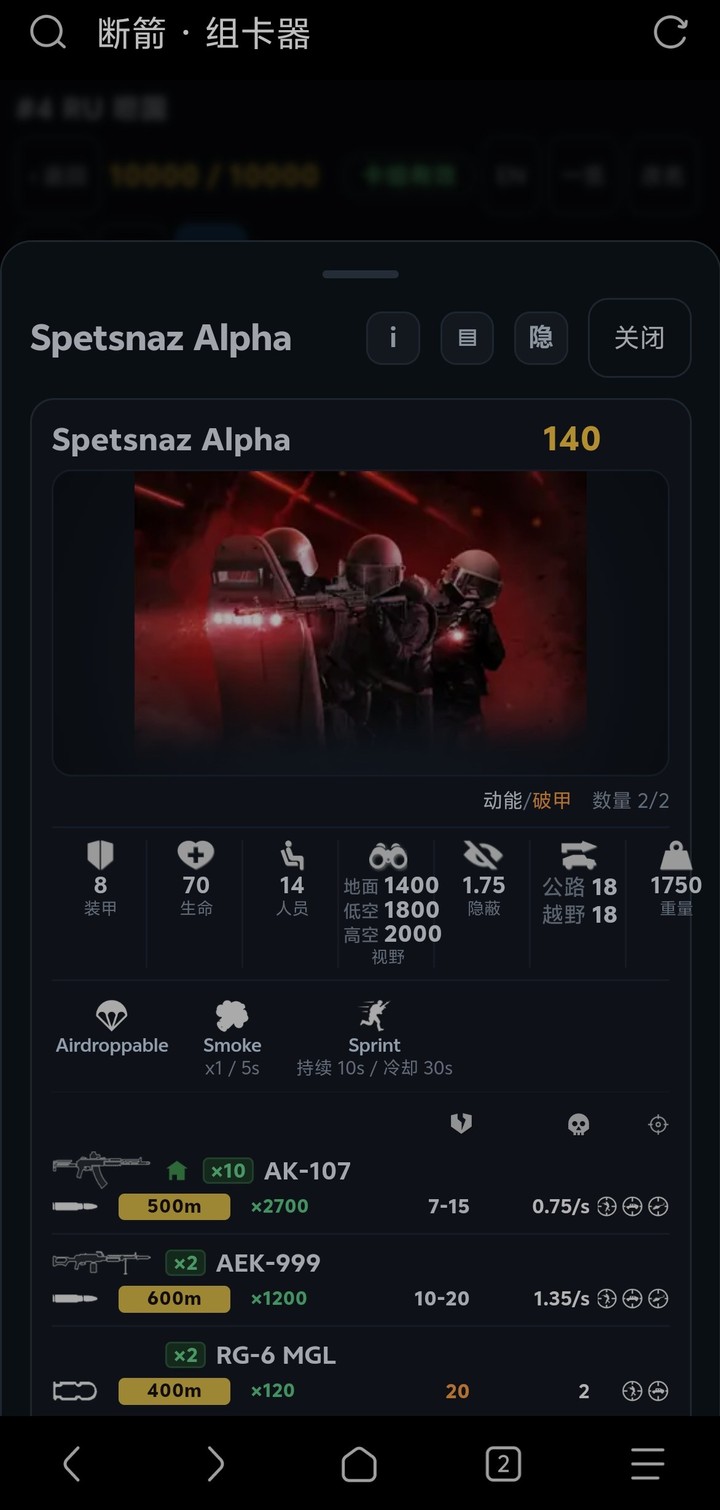 断箭 · 组卡器
#4 RU
10000 / 10000
Spetsnaz Alpha
i
隐
关闭
Spetsnaz Alpha
140
动能/破甲 数量 2/2
8
装甲
70
生命
14
人员
地面 1400
低空 1800
高空 2000
视野
1.75
隐蔽
公路 18
越野 18
1750
重量
Airdroppable
Smoke
x1 / 5s
Sprint
持续 10s / 冷却 30s
×10 AK-107
500m ×2700 7-15 0.75/s
×2 AEK-999
600m ×1200 10-20 1.35/s
×2 RG-6 MGL
400m ×120 20 2
2